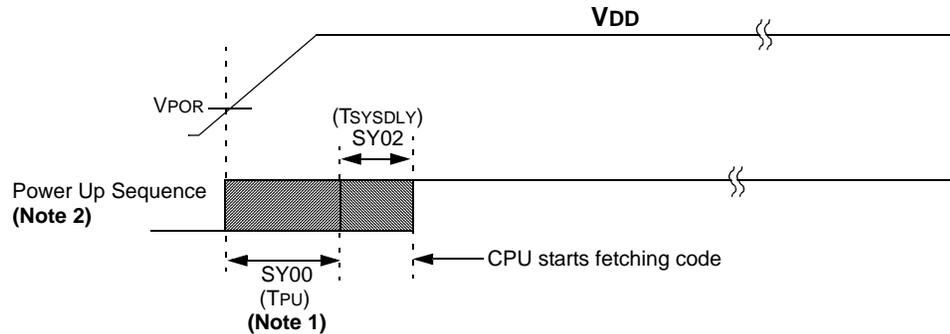 VDD
VPOR
(TSYSDLY)
SY02
Power Up Sequence
(Note 2)
CPU starts fetching code
SY00
(TPU)
(Note 1)